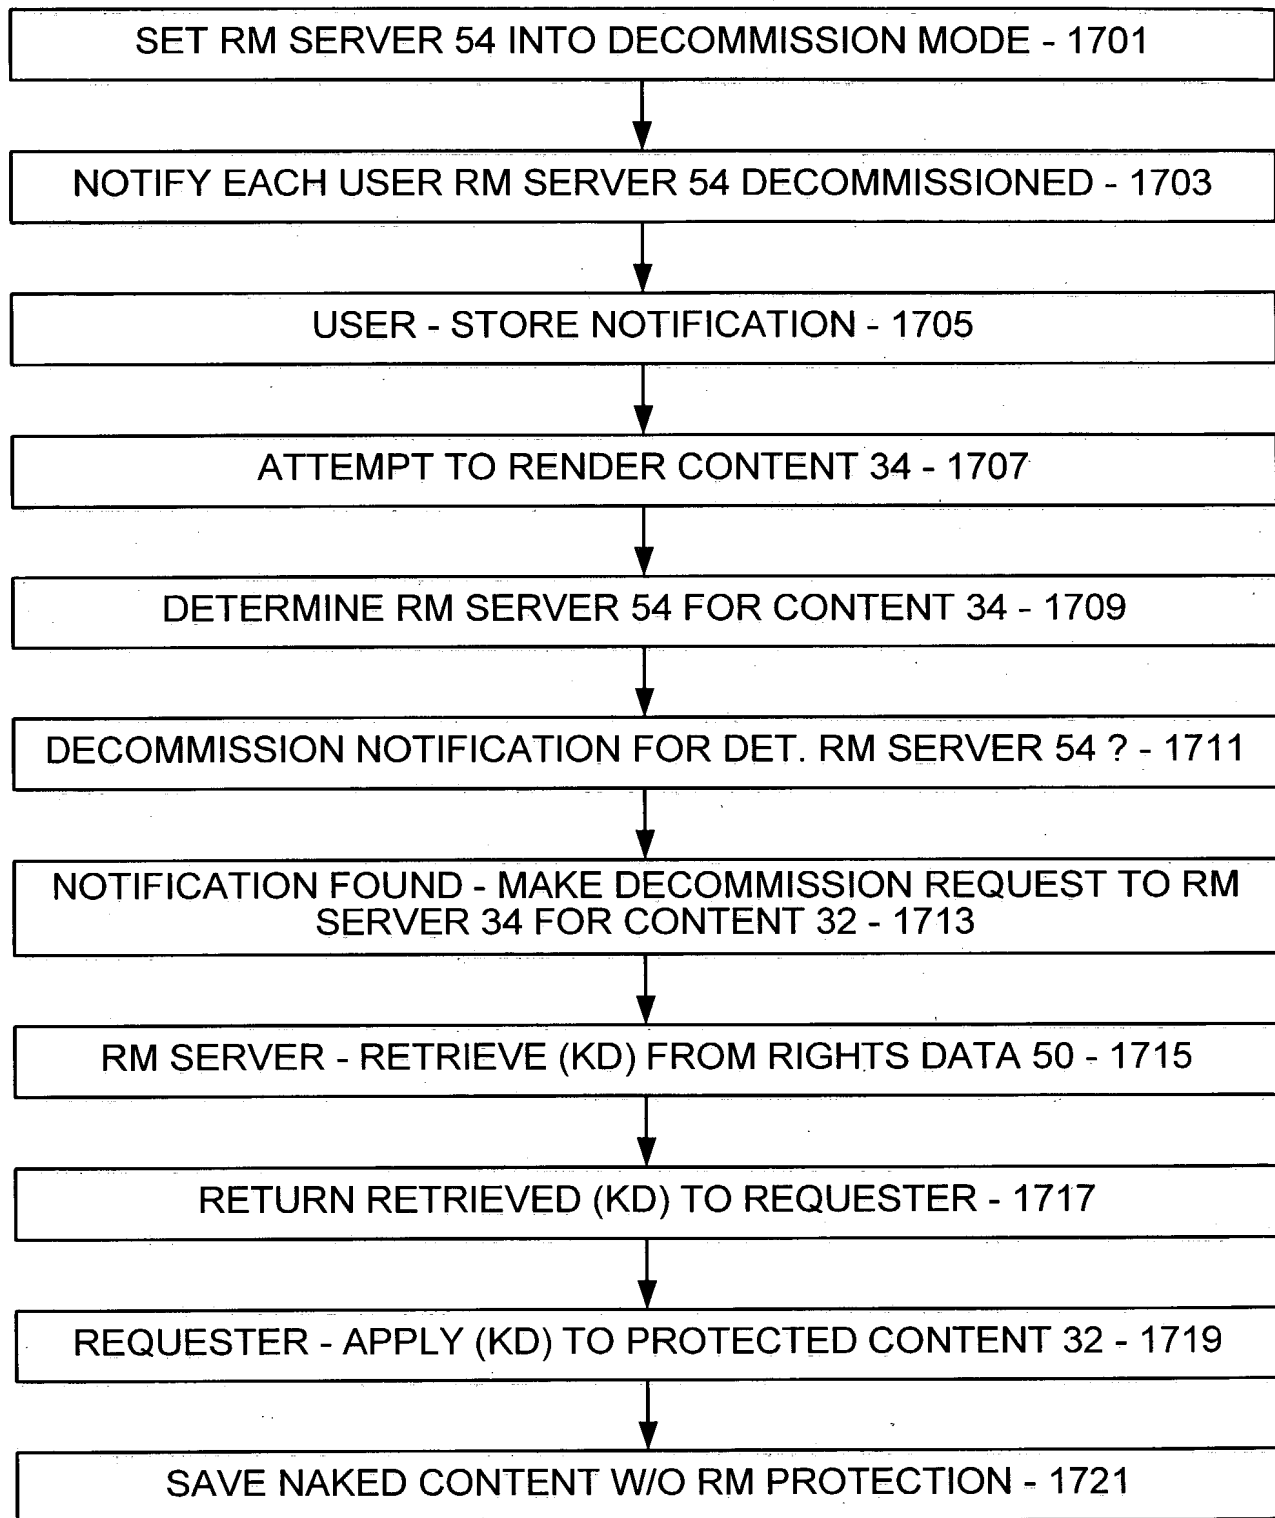 SET RM SERVER 54 INTO DECOMMISSION MODE - 1701
NOTIFY EACH USER RM SERVER 54 DECOMMISSIONED - 1703
USER - STORE NOTIFICATION - 1705
ATTEMPT TO RENDER CONTENT 34 - 1707
DETERMINE RM SERVER 54 FOR CONTENT 34 - 1709
DECOMMISSION NOTIFICATION FOR DET. RM SERVER 54 ? - 1711
NOTIFICATION FOUND - MAKE DECOMMISSION REQUEST TO RM
SERVER 34 FOR CONTENT 32 - 1713
RM SERVER - RETRIEVE (KD) FROM RIGHTS DATA 50 - 1715
RETURN RETRIEVED (KD) TO REQUESTER - 1717
REQUESTER - APPLY (KD) TO PROTECTED CONTENT 32 - 1719
SAVE NAKED CONTENT W/O RM PROTECTION - 1721